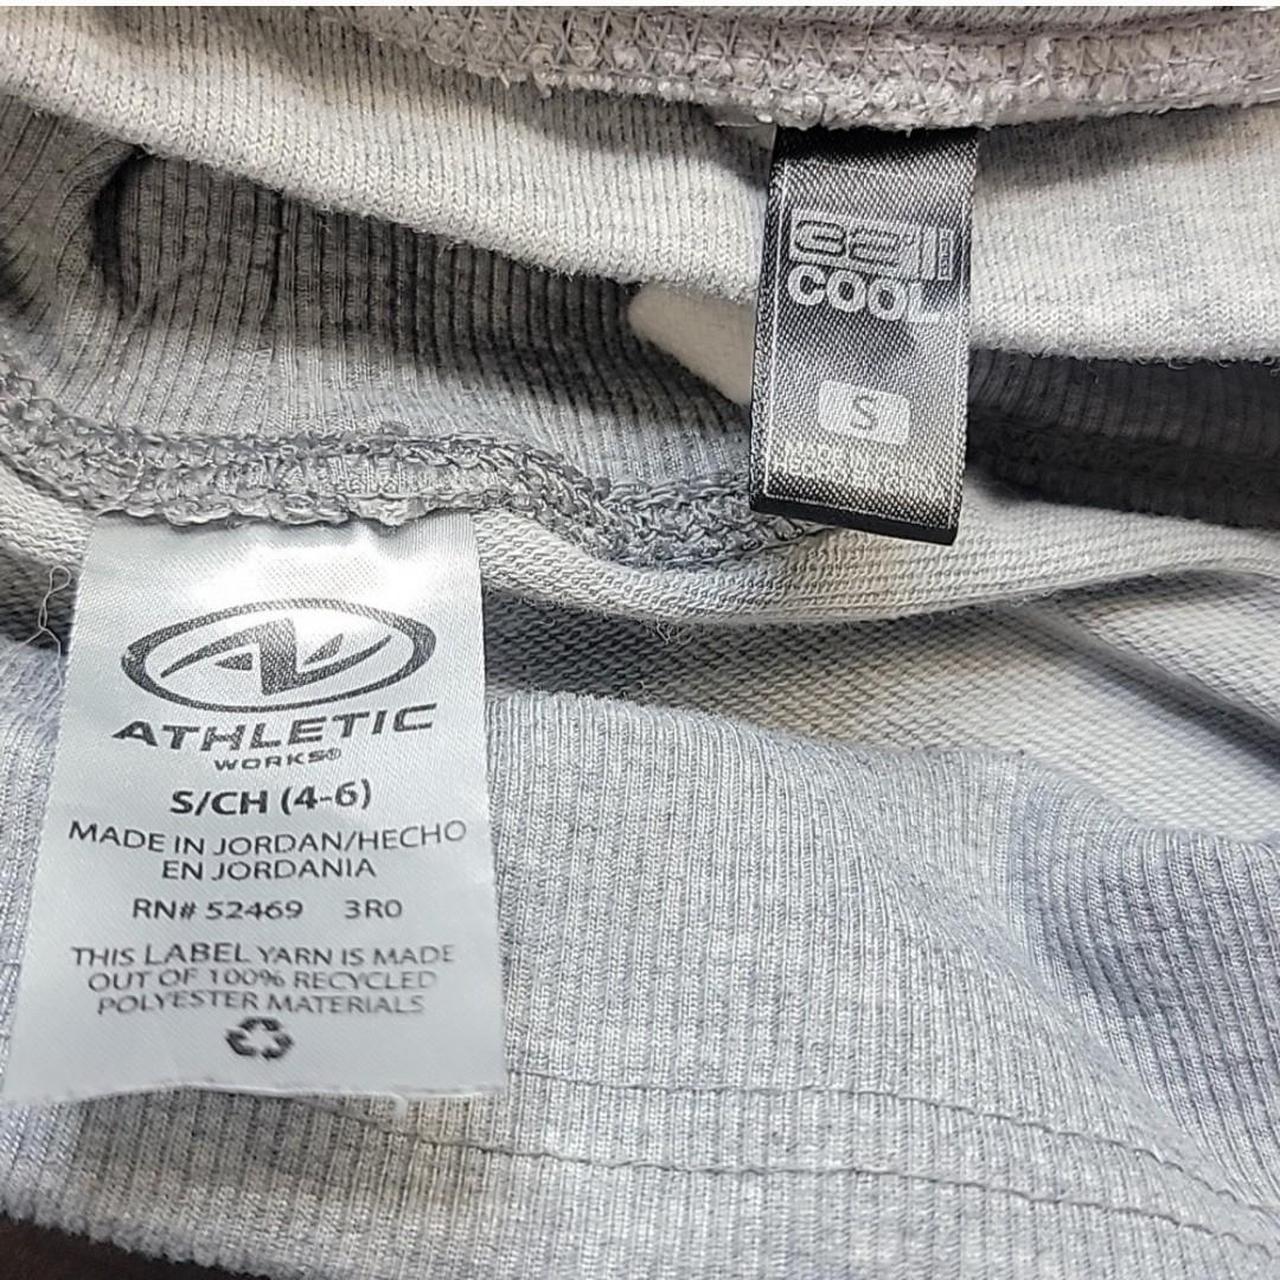 32°
COOL
S
ATHLETIC
WORKS®
S/CH (4-6)
MADE IN JORDAN/HECHO
EN JORDANIA
RN# 52469 3R0
THIS LABEL YARN IS MADE
OUT OF 100% RECYCLED
POLYESTER MATERIALS